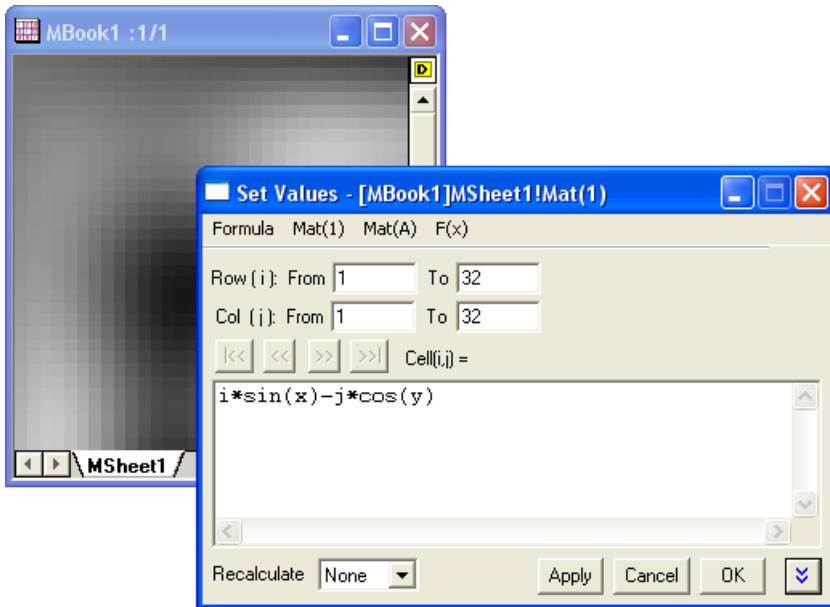 MBook1 :1/1
D
MSheet1
Set Values - [MBook1]MSheet1!Mat(1)
Formula Mat(1) Mat(A) F(x)
Row (i): From 1 To 32
Col (j): From 1 To 32
|<< << >> >>| Cell(i,j) =
i*sin(x)-j*cos(y)
Recalculate None Apply Cancel OK